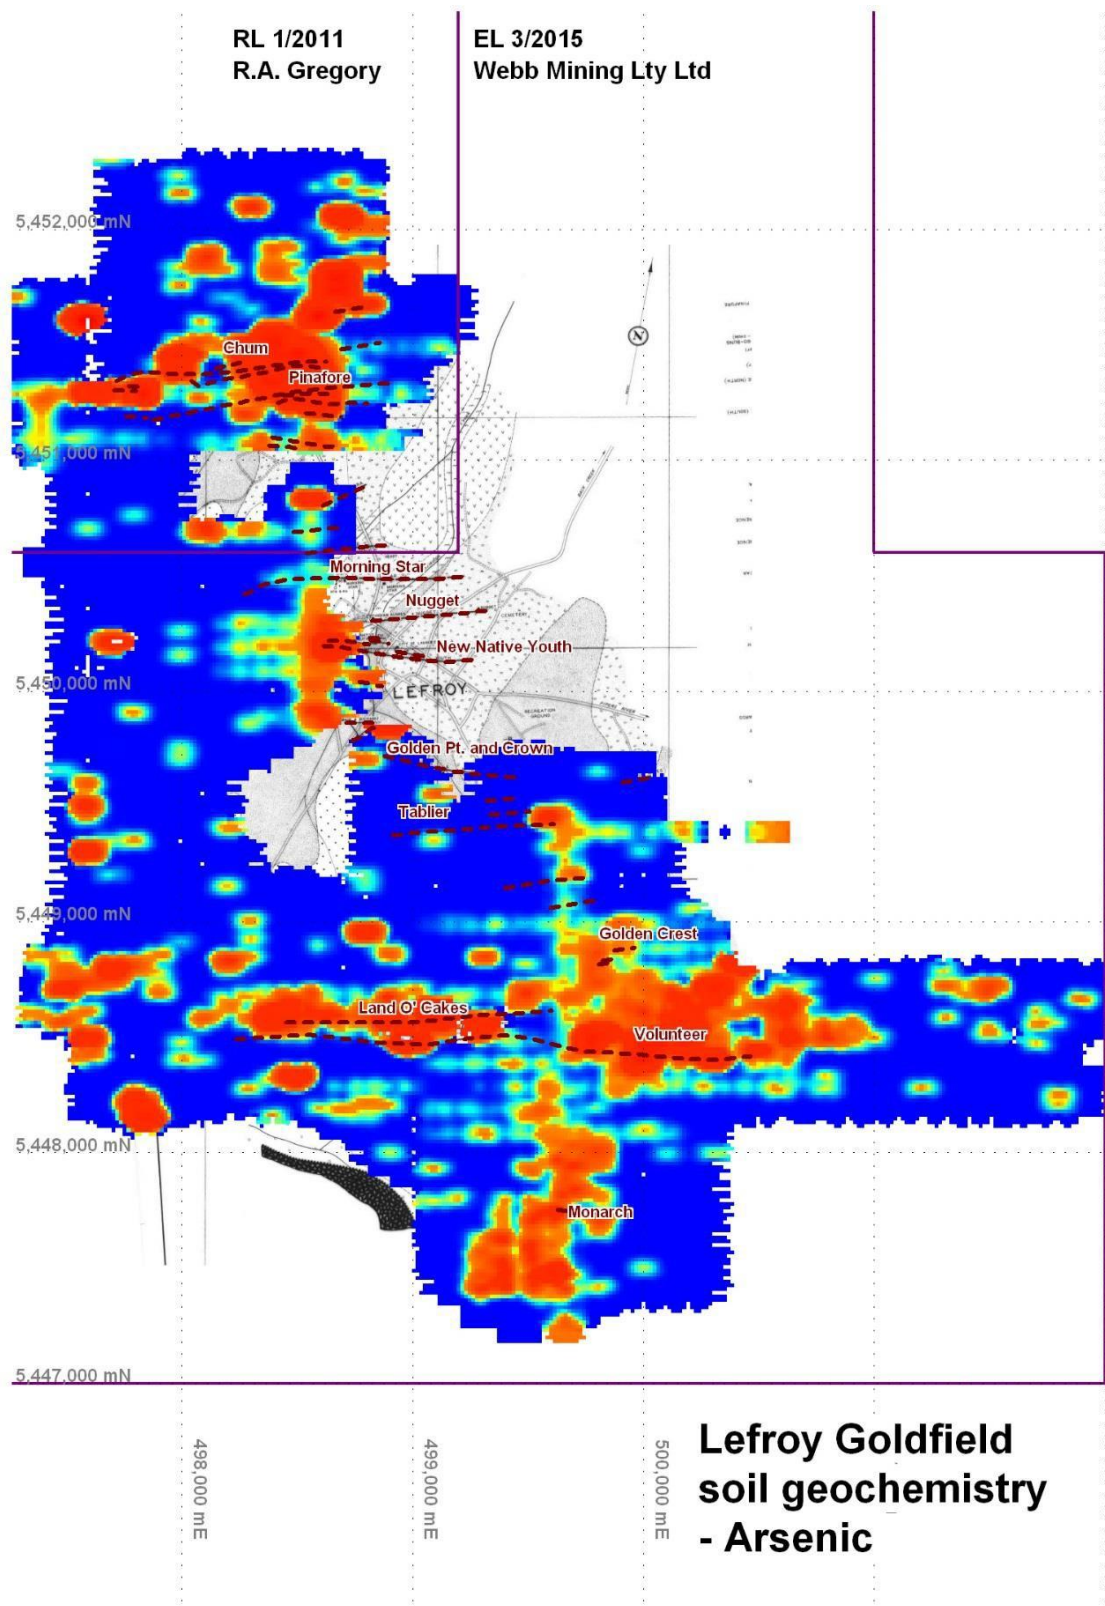 RL 1/2011
R.A. Gregory
EL 3/2015
Webb Mining Lty Ltd
5,452,000 mN
N
Chum
Pinafore
5,451,000 mN
Morning Star
Nugget
CEMETERY
New Native Youth
5,450,000 mN
LEFROY
RECREATION
GROUND
Golden Pt. and Crown
Tablier
5,449,000 mN
Golden Crest
Land O' Cakes
Volunteer
5,448,000 mN
Monarch
5,447,000 mN
498,000 mE
499,000 mE
500,000 mE
Lefroy Goldfield
soil geochemistry
- Arsenic